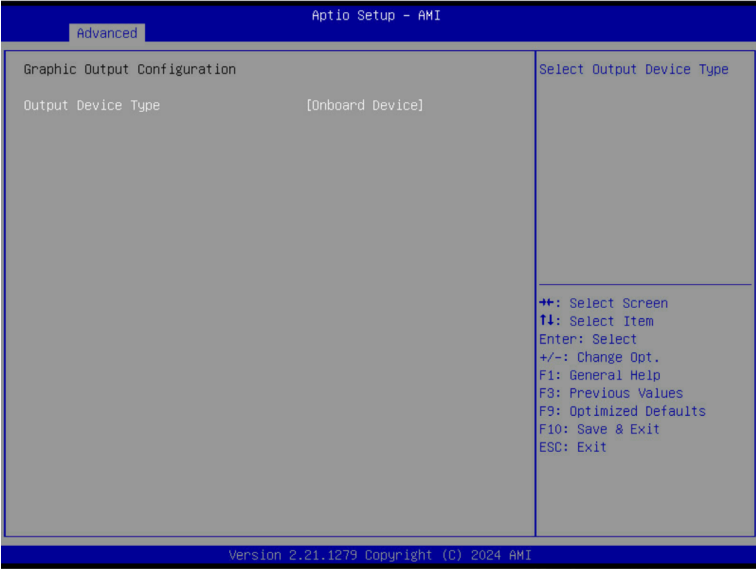 Aptio Setup – AMI
Advanced
Graphic Output Configuration
Output Device Type [Onboard Device]
Select Output Device Type
→←: Select Screen
↑↓: Select Item
Enter: Select
+/-: Change Opt.
F1: General Help
F3: Previous Values
F9: Optimized Defaults
F10: Save & Exit
ESC: Exit
Version 2.21.1279 Copyright (C) 2024 AMI